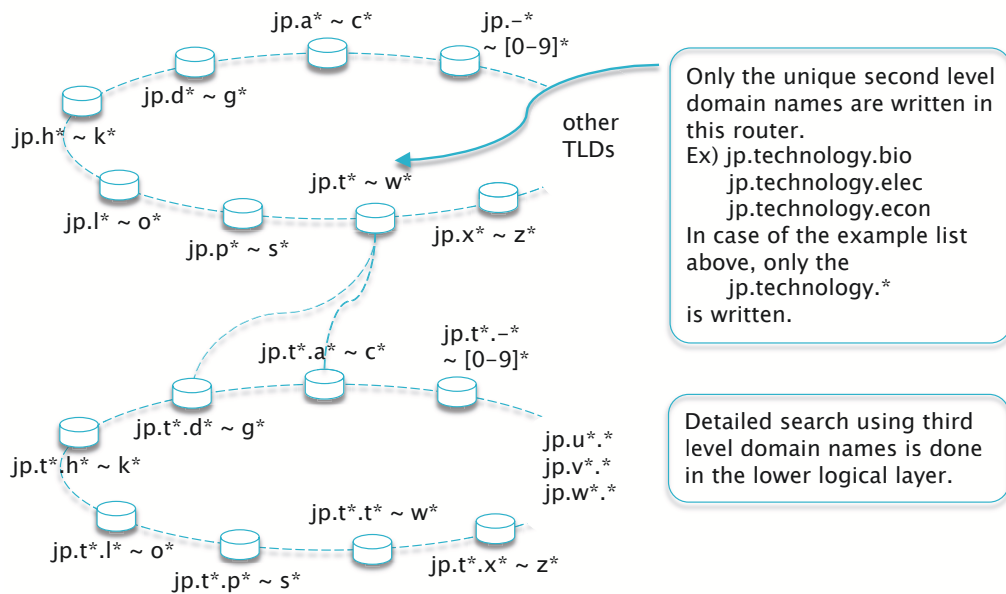 jp.a* ~ c*
jp.-*
~ [0-9]*
jp.d* ~ g*
jp.h* ~ k*
other
TLDs
jp.t* ~ w*
jp.l* ~ o*
jp.p* ~ s*
jp.x* ~ z*
Only the unique second level
domain names are written in
this router.
Ex) jp.technology.bio
jp.technology.elec
jp.technology.econ
In case of the example list
above, only the
jp.technology.*
is written.
jp.t*.a* ~ c*
jp.t*.-*
~ [0-9]*
jp.t*.d* ~ g*
jp.t*.h* ~ k*
jp.u*.*
jp.v*.*
jp.w*.*
jp.t*.t* ~ w*
jp.t*.l* ~ o*
jp.t*.p* ~ s*
jp.t*.x* ~ z*
Detailed search using third
level domain names is done
in the lower logical layer.